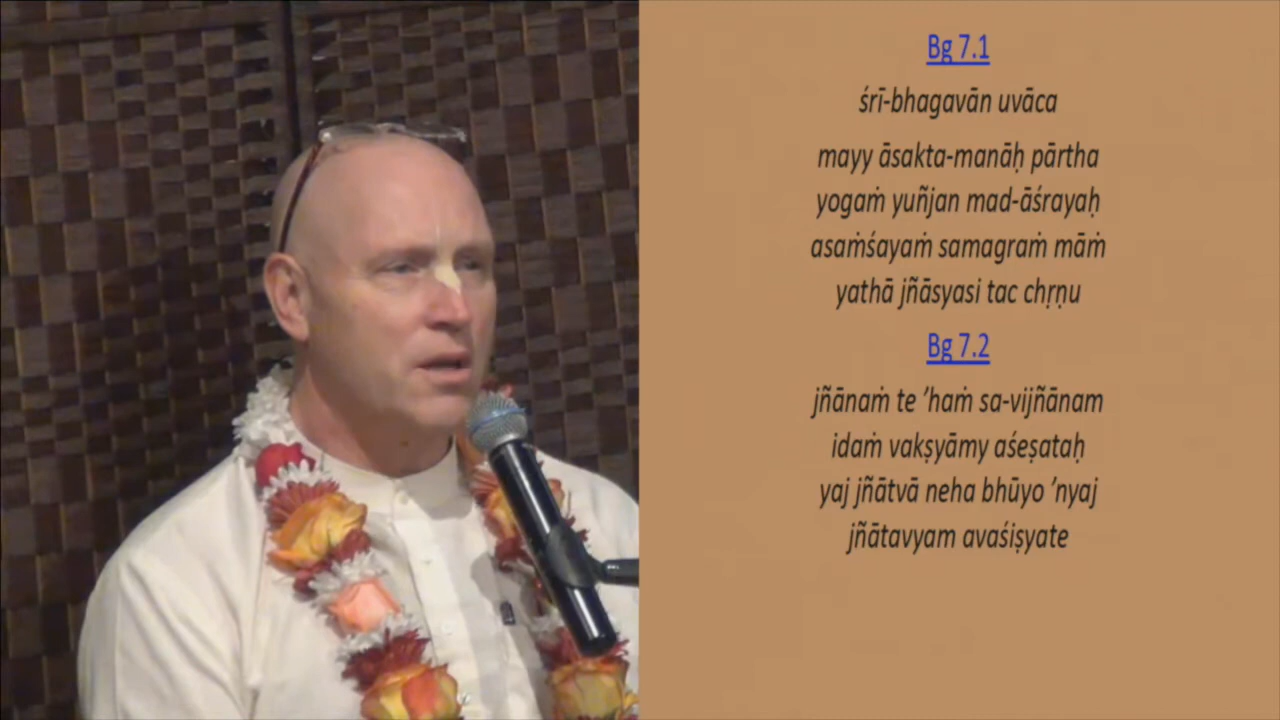 Bg 7.1
śrī-bhagavān uvāca
mayy āsakta-manāḥ pārtha
yogaṁ yuñjan mad-āśrayaḥ
asaṁśayaṁ samagraṁ māṁ
yathā jñāsyasi tac chṛṇu
Bg 7.2
jñānaṁ te ’haṁ sa-vijñānam
idaṁ vakṣyāmy aśeṣataḥ
yaj jñātvā neha bhūyo ’nyaj
jñātavyam avaśiṣyate